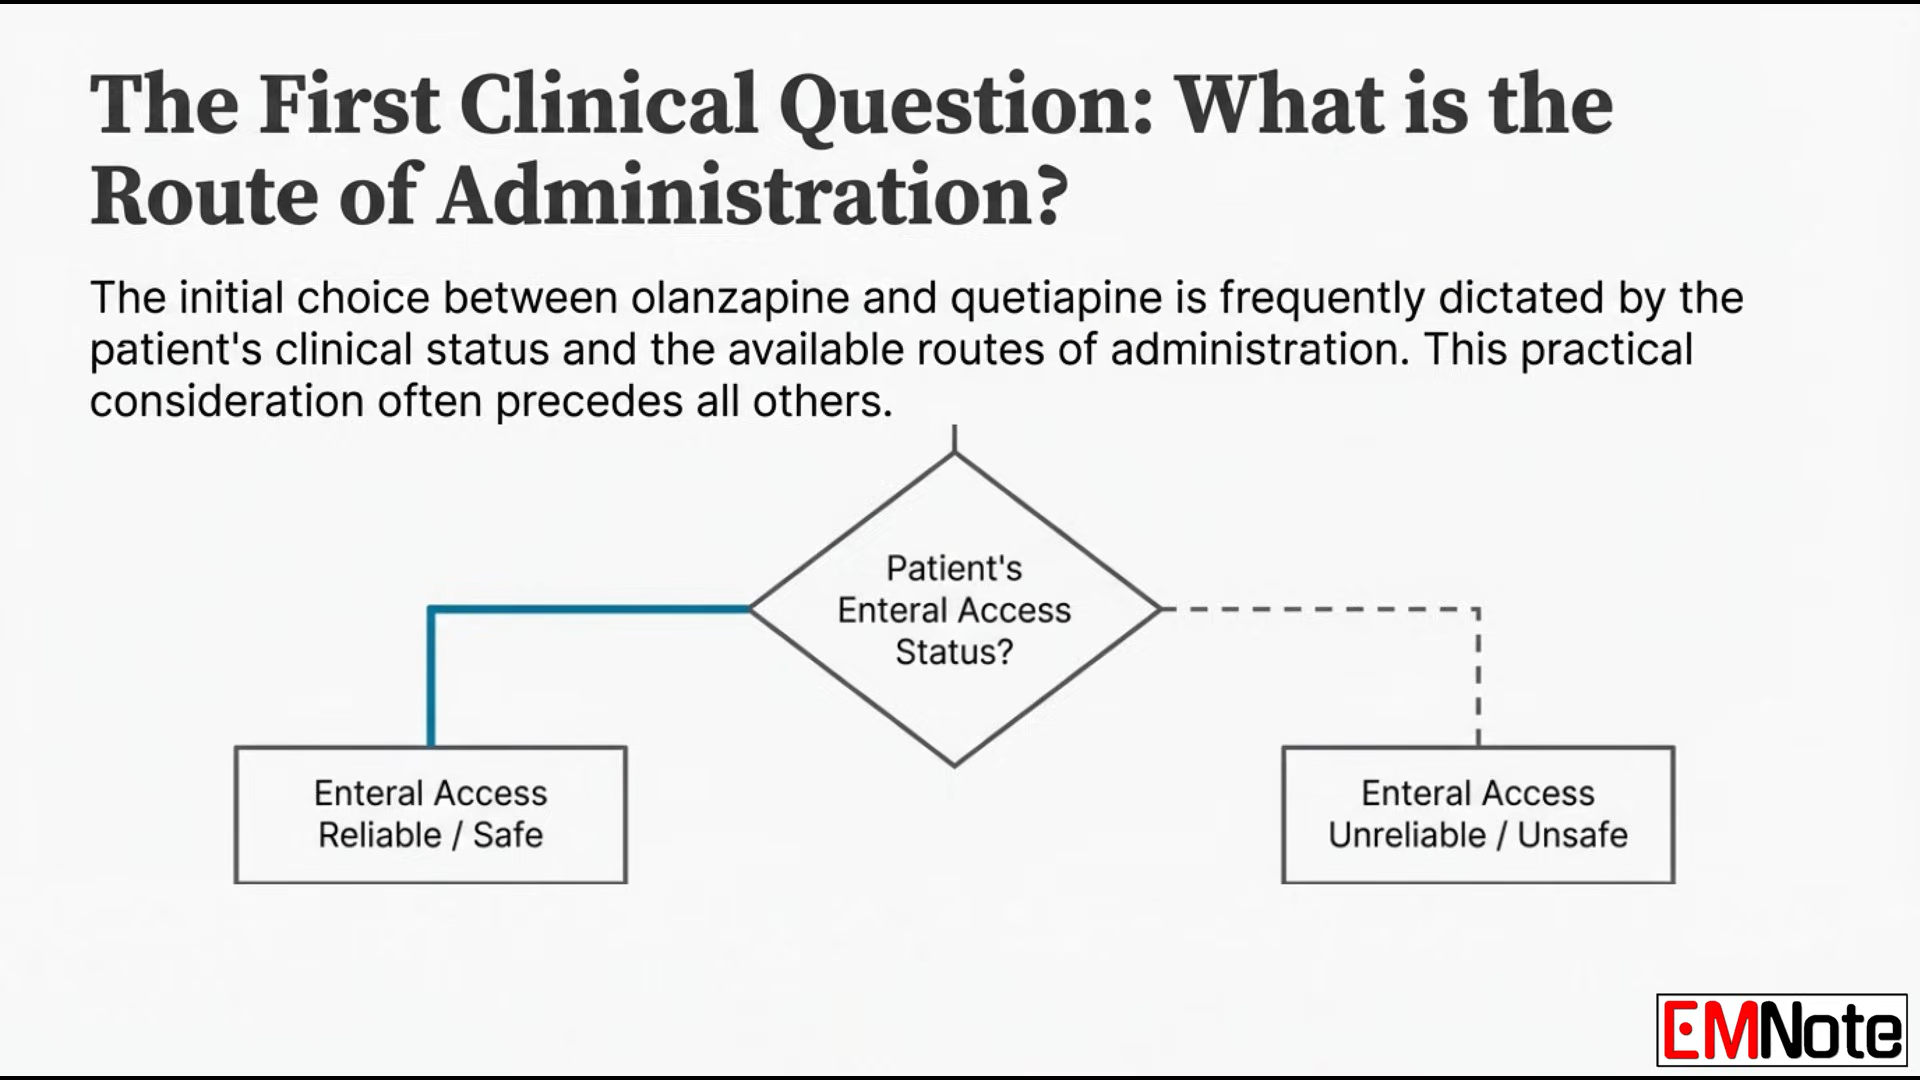 The First Clinical Question: What is the
Route of Administration?
The initial choice between olanzapine and quetiapine is frequently dictated by the
patient's clinical status and the available routes of administration. This practical
consideration often precedes all others.
Patient's
Enteral Access
Status?
Enteral Access
Reliable / Safe
Enteral Access
Unreliable / Unsafe
EMNote